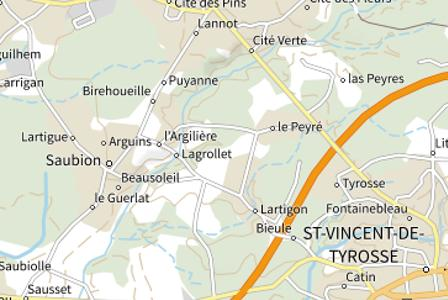 Cité des Pins
Lannot
Cité Verte
Puyanne
las Peyres
Larrigan
Birehoueille
l'Argilière
le Peyré
Lartigue
Arguins
Lagrollet
Saubion
Beausoleil
Tyrosse
le Guerlat
Lartigon
Fontainebleau
Bieule
ST-VINCENT-DE-
TYROSSE
Saubiolle
Catin
Sausset